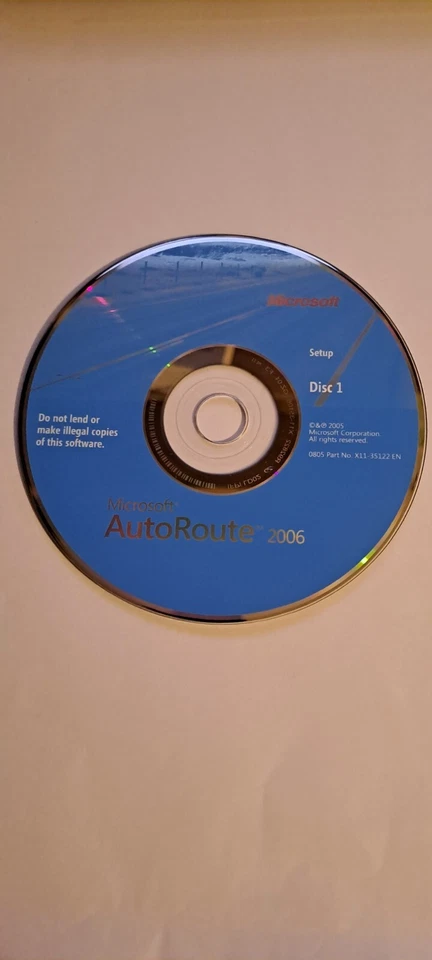 Microsoft
Setup
Disc 1
Do not lend or
make illegal copies
of this software.
©&℗ 2005
Microsoft Corporation.
All rights reserved.
0805 Part No. X11-35122 EN
Microsoft®
AutoRoute™ 2006